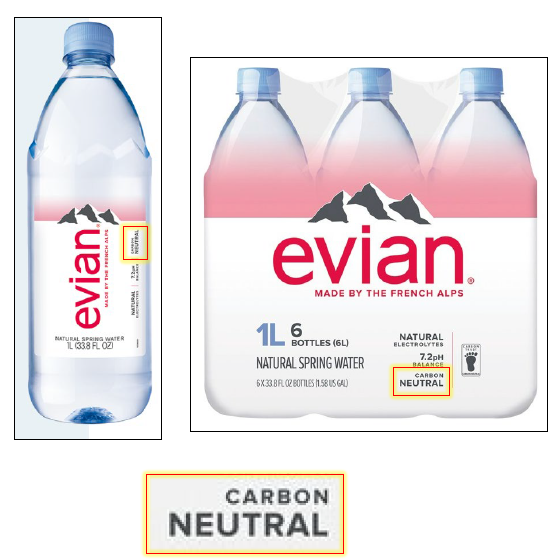 evian®
MADE BY THE FRENCH ALPS
NATURAL
ELECTROLYTES
7.2pH
BALANCE
CARBON
NEUTRAL
NATURAL SPRING WATER
1L (33.8 FL OZ)
evian®
MADE BY THE FRENCH ALPS
1L 6
BOTTLES (6L)
NATURAL SPRING WATER
6 X 33.8 FL OZ BOTTLES (1.58 US GAL)
NATURAL
ELECTROLYTES
7.2pH
BALANCE
CARBON
NEUTRAL
CARBON
NEUTRAL